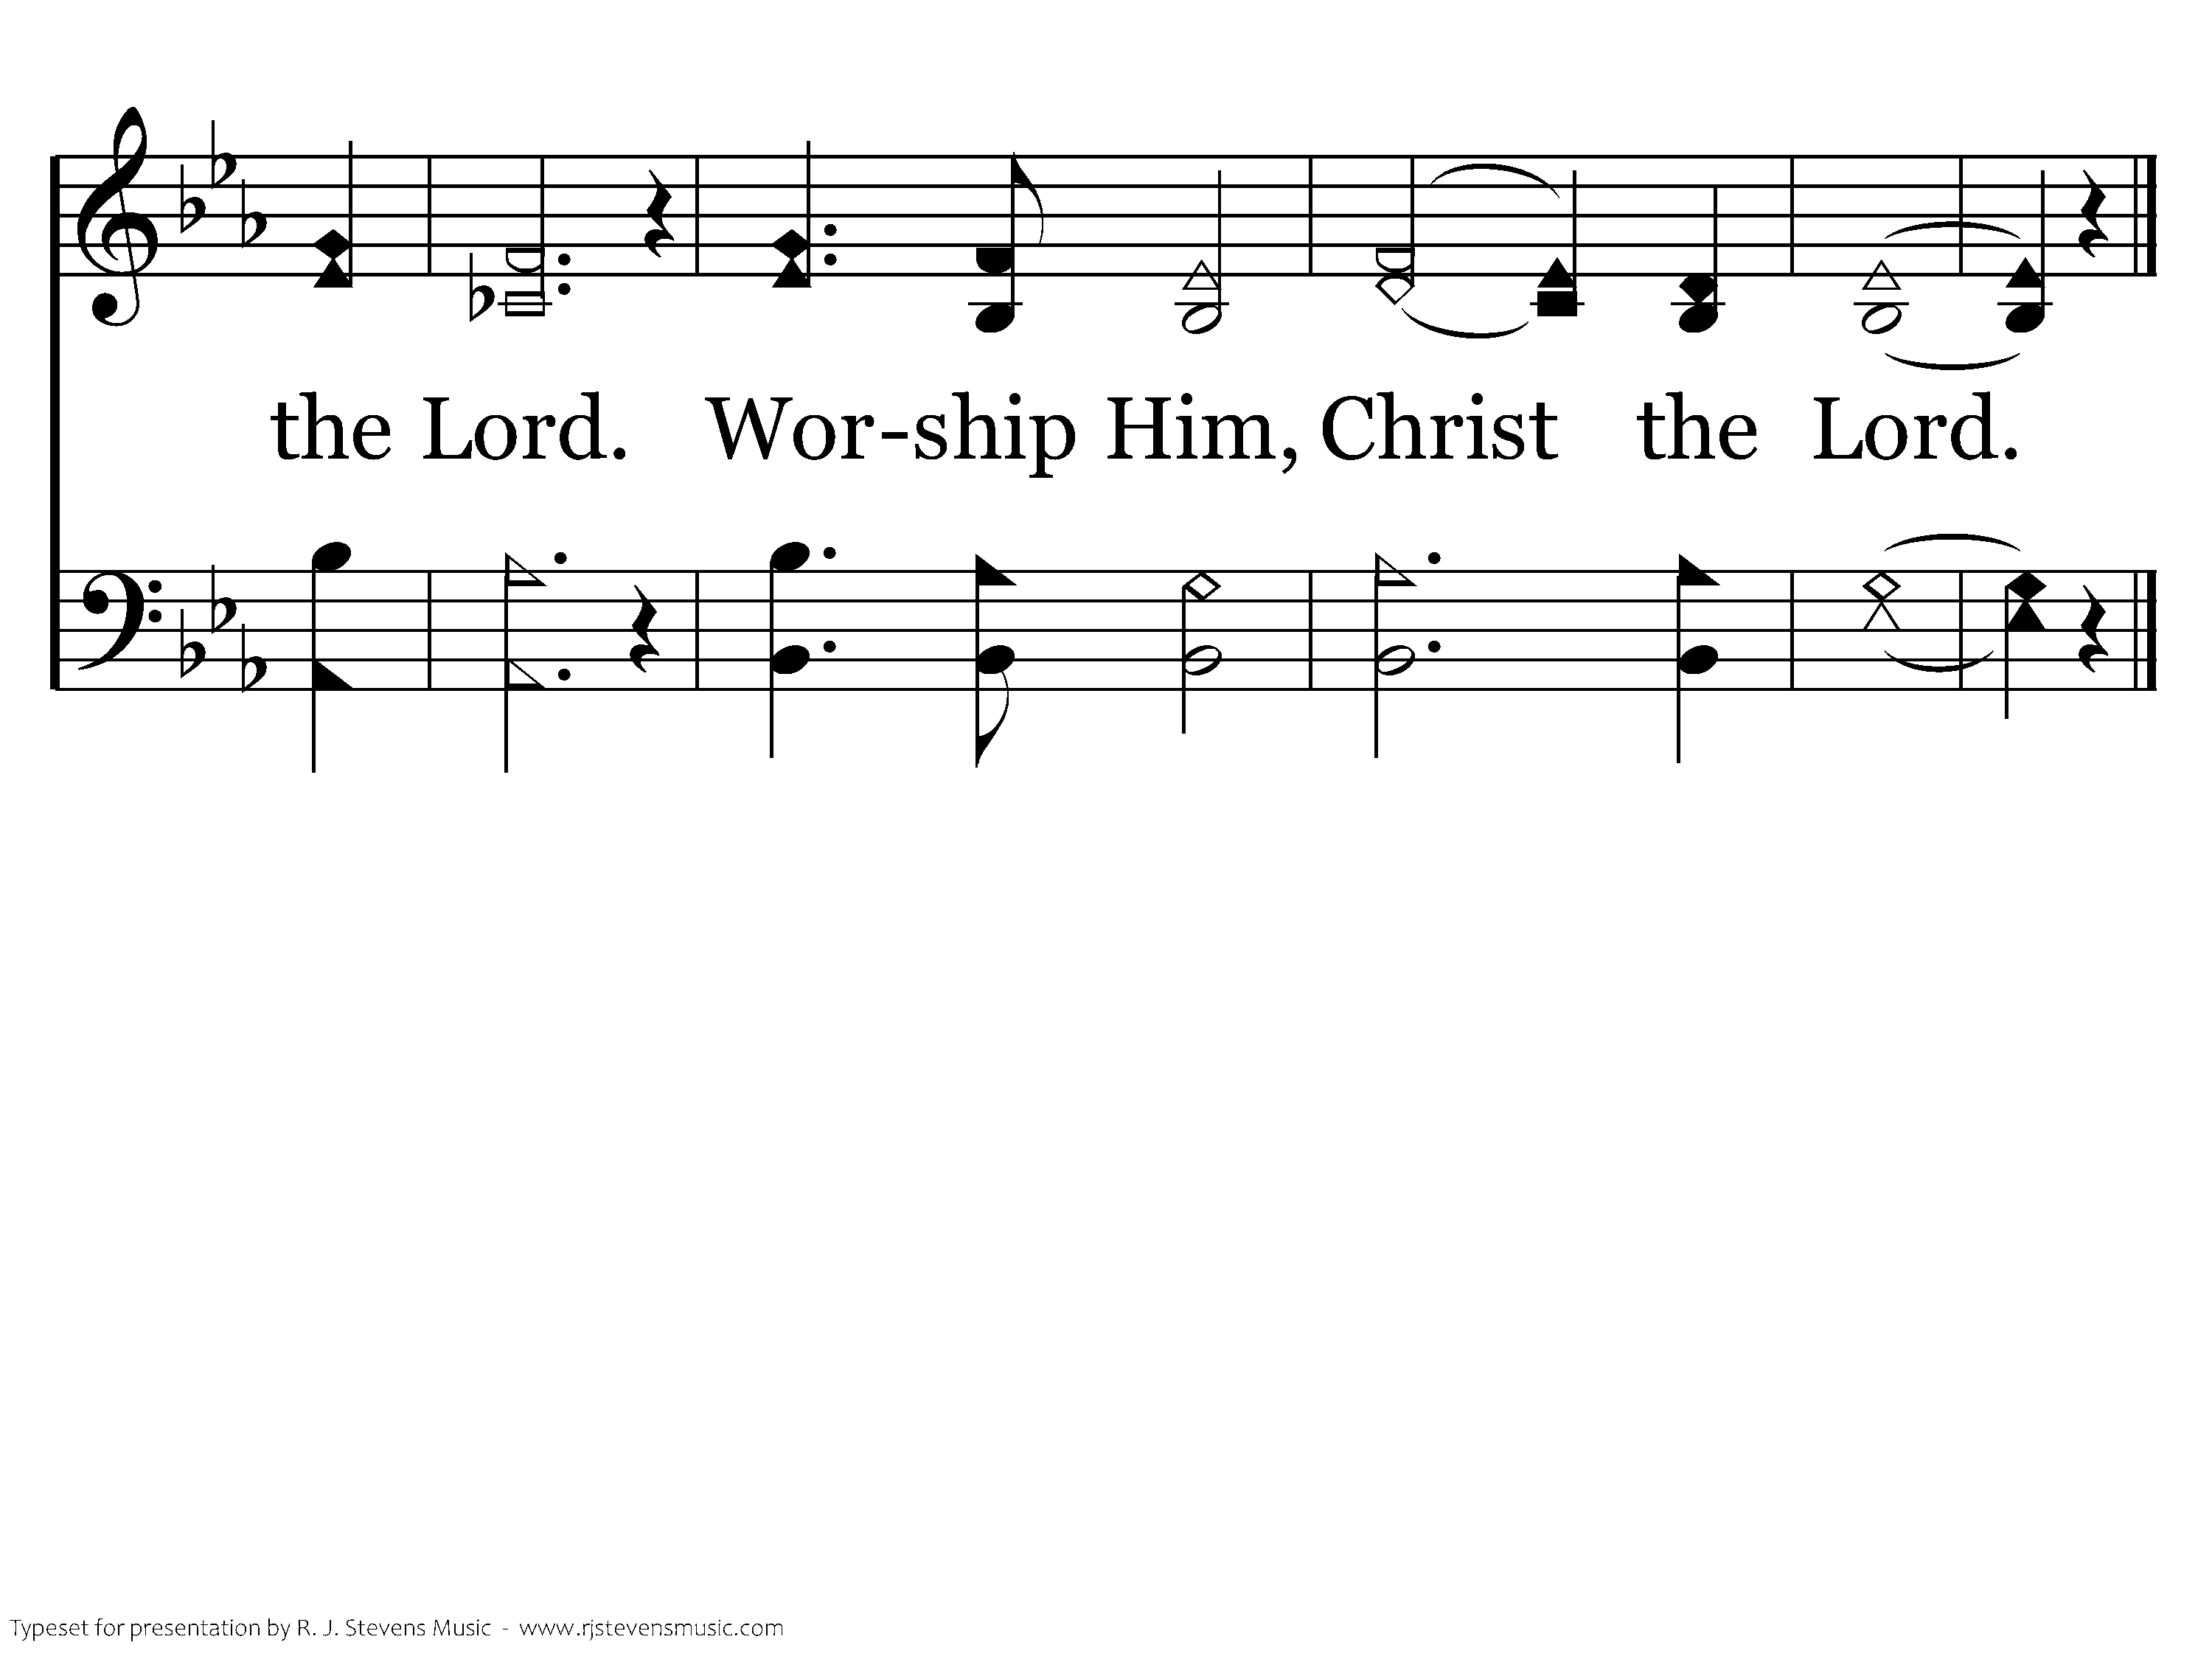 the Lord. Wor-ship Him, Christ the Lord.
Typeset for presentation by R. J. Stevens Music - www.rjstevensmusic.com